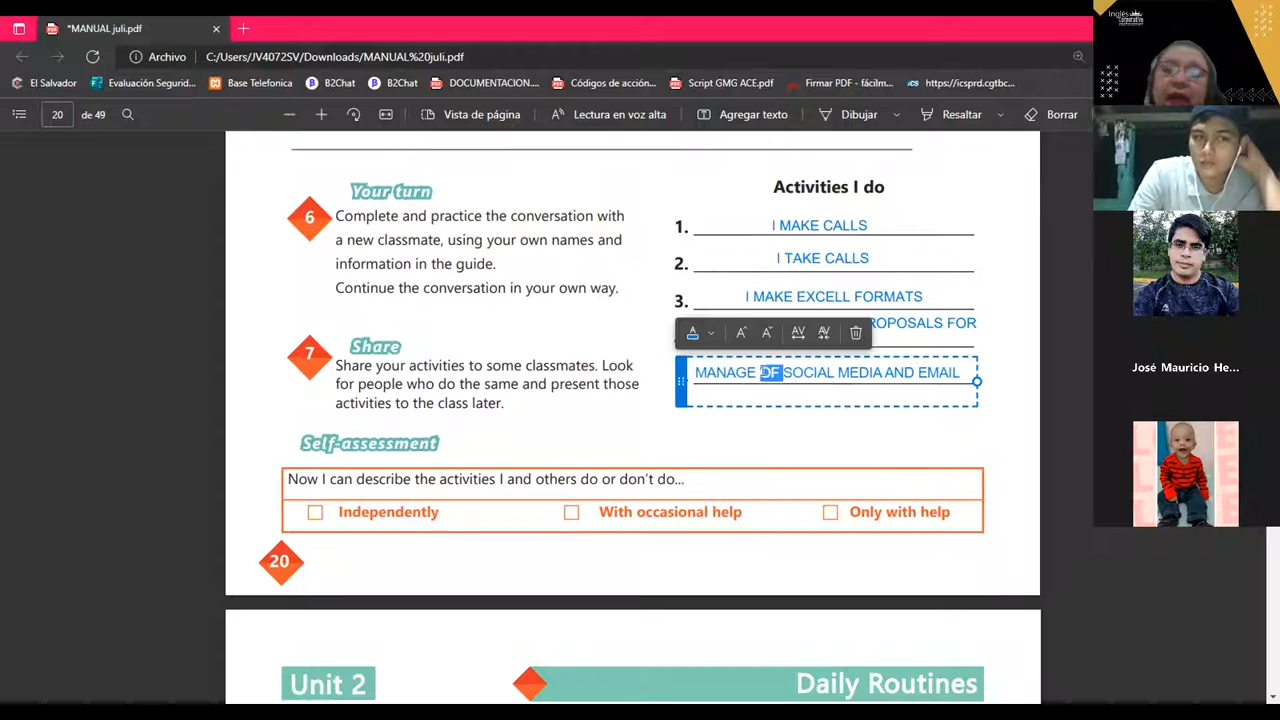 *MANUAL juli.pdf
Archivo C:/Users/JV4072SV/Downloads/MANUAL%20juli.pdf
El Salvador Evaluación Segurid... Base Telefonica B2Chat B2Chat DOCUMENTACION.... Códigos de acción... Script GMG ACE.pdf Firmar PDF - fácilm... https://icsprd.cgtbc...
20 de 49 Vista de página Lectura en voz alta Agregar texto Dibujar Resaltar Borrar
Inglés
Corporativo
Your turn
6 Complete and practice the conversation with
a new classmate, using your own names and
information in the guide.
Continue the conversation in your own way.
7 Share
Share your activities to some classmates. Look
for people who do the same and present those
activities to the class later.
Activities I do
1. I MAKE CALLS
2. I TAKE CALLS
3. I MAKE EXCELL FORMATS
ROPOSALS FOR
MANAGE OF SOCIAL MEDIA AND EMAIL
Self-assessment
Now I can describe the activities I and others do or don't do...
Independently With occasional help Only with help
20
Unit 2 Daily Routines
José Mauricio He...